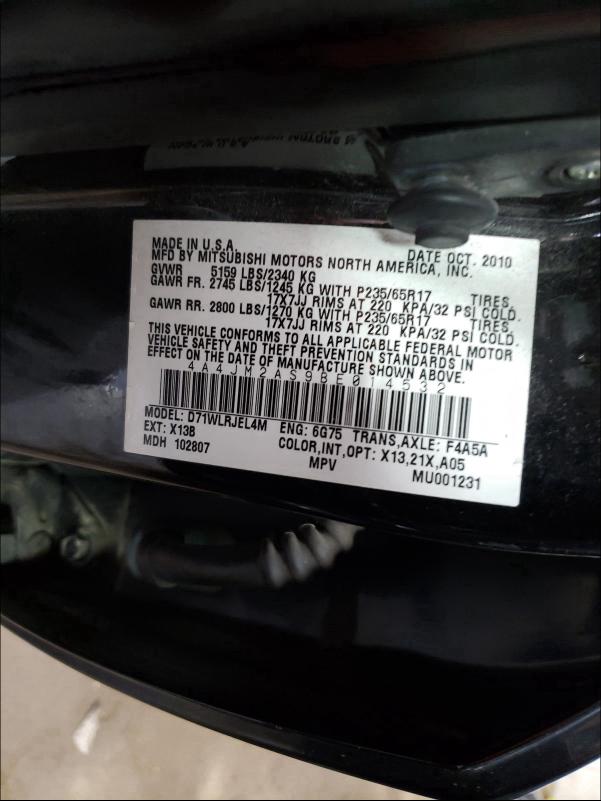 MADE IN U.S.A. DATE OCT. 2010
MFD BY MITSUBISHI MOTORS NORTH AMERICA, INC.
GVWR 5159 LBS/2340 KG
GAWR FR. 2745 LBS/1245 KG WITH P235/65R17 TIRES,
17X7JJ RIMS AT 220 KPA/32 PSI COLD.
GAWR RR. 2800 LBS/1270 KG WITH P235/65R17 TIRES,
17X7JJ RIMS AT 220 KPA/32 PSI COLD.
THIS VEHICLE CONFORMS TO ALL APPLICABLE FEDERAL MOTOR
VEHICLE SAFETY AND THEFT PREVENTION STANDARDS IN
EFFECT ON THE DATE OF MANUFACTURE SHOWN ABOVE.
4A4JM2AS9BE014532
MODEL: D71WLRJEL4M ENG: 6G75 TRANS,AXLE: F4A5A
EXT: X13B COLOR,INT,OPT: X13,21X,A05
MDH 102807 MPV MU001231